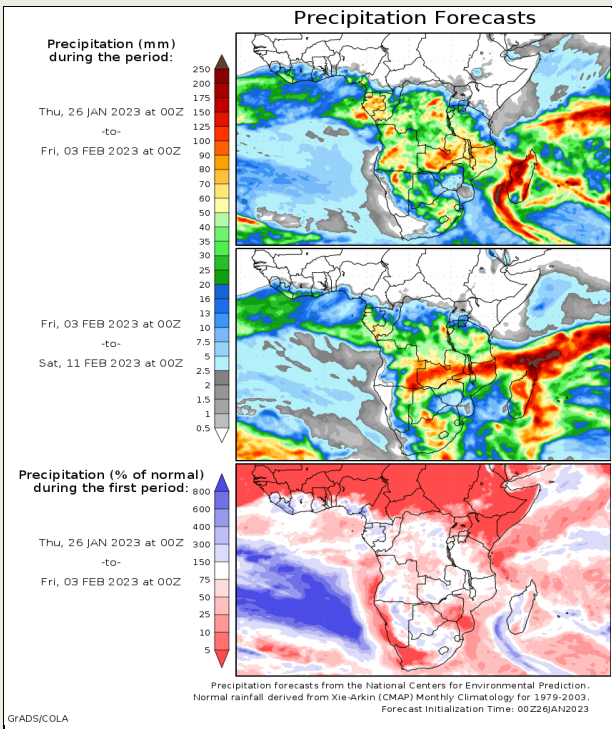 Precipitation Forecasts
Precipitation (mm)
during the period:
Thu, 26 JAN 2023 at 00Z
-to-
Fri, 03 FEB 2023 at 00Z
250
200
175
150
125
100
90
80
70
60
50
40
35
30
25
20
16
13
10
7.5
5
2.5
2
1.5
1
0.5
Fri, 03 FEB 2023 at 00Z
-to-
Sat, 11 FEB 2023 at 00Z
Precipitation (% of normal)
during the first period:
Thu, 26 JAN 2023 at 00Z
-to-
Fri, 03 FEB 2023 at 00Z
800
600
400
300
150
75
50
25
10
5
Precipitation forecasts from the National Centers for Environmental Prediction.
Normal rainfall derived from Xie-Arkin (CMAP) Monthly Climatology for 1979-2003.
Forecast Initialization Time: 00Z26JAN2023
GrADS/COLA